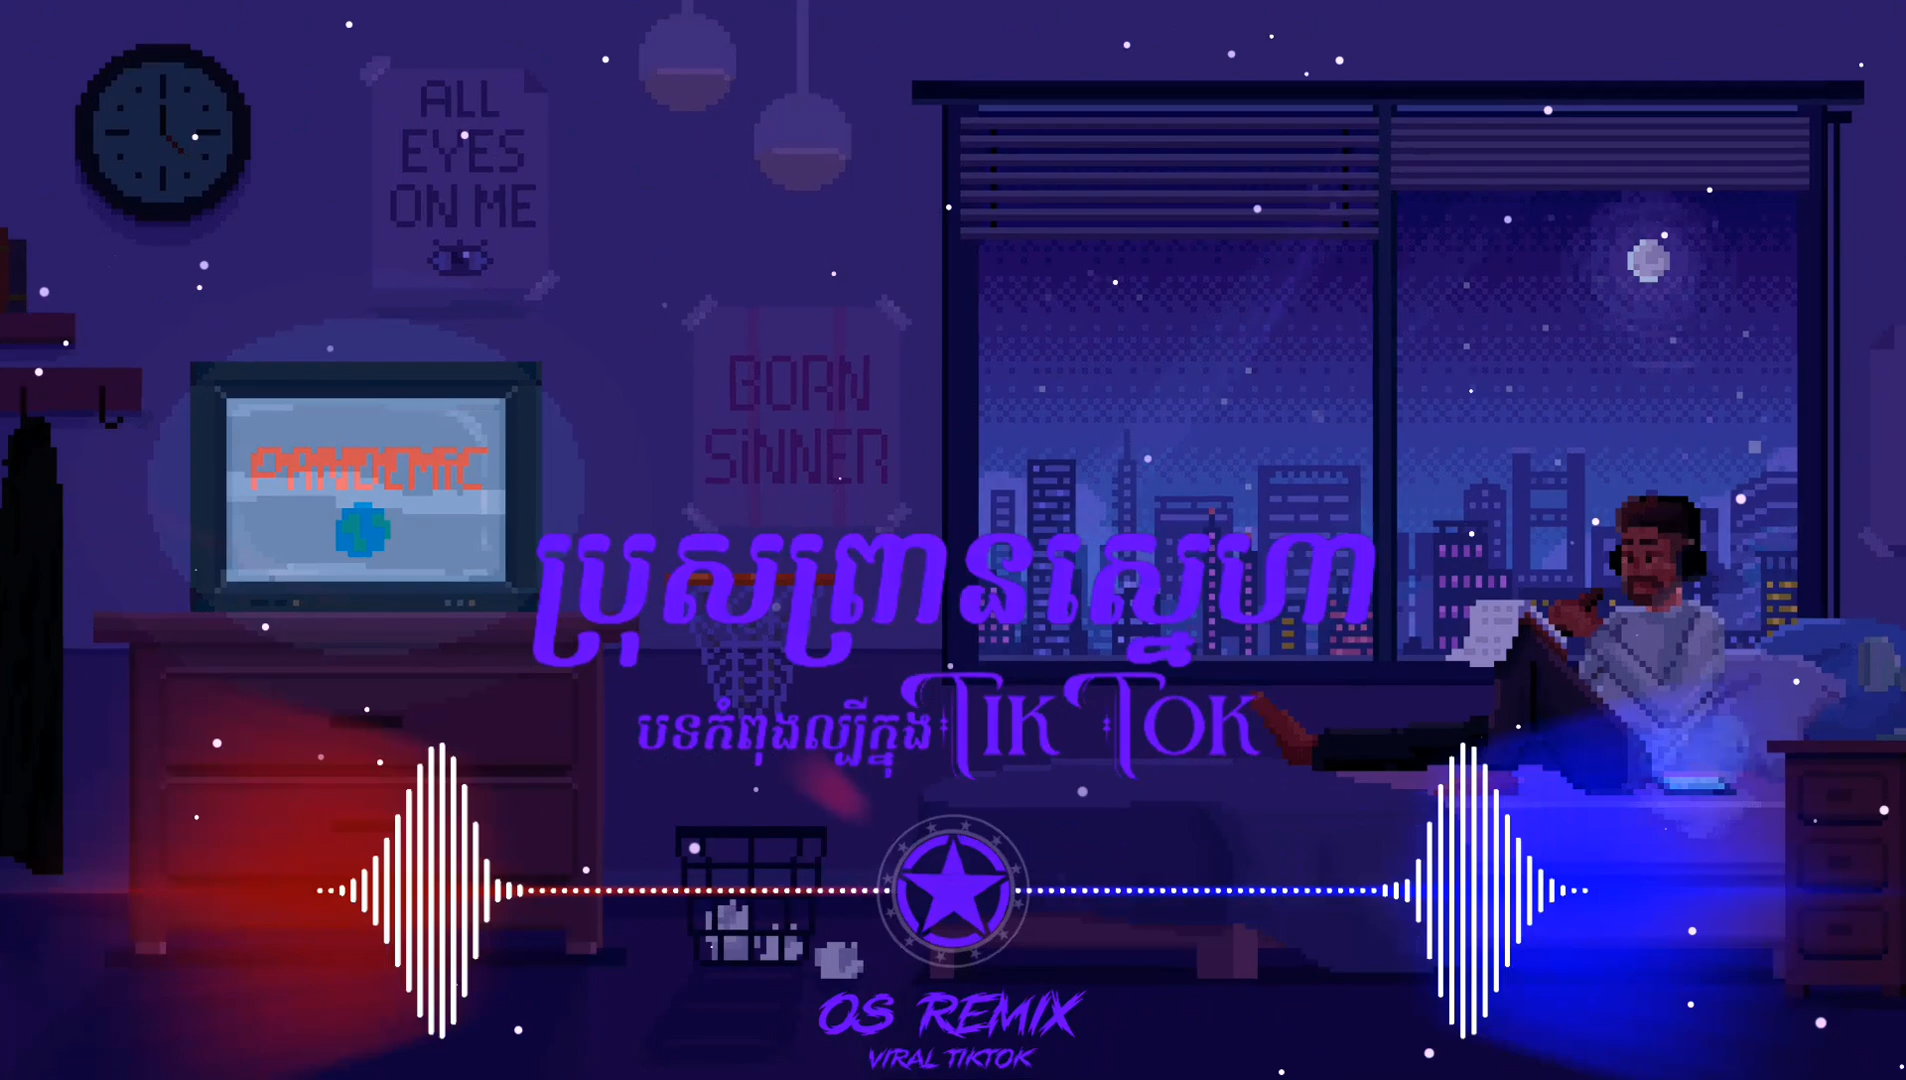 ALL
EYES
ON ME
BORN
SiNNER
PANDEMiC
ប្រុសព្រានស្នេហា
បទកំពុងល្បីក្នុង TIK TOK
OS REMIX
VIRAL TIKTOK